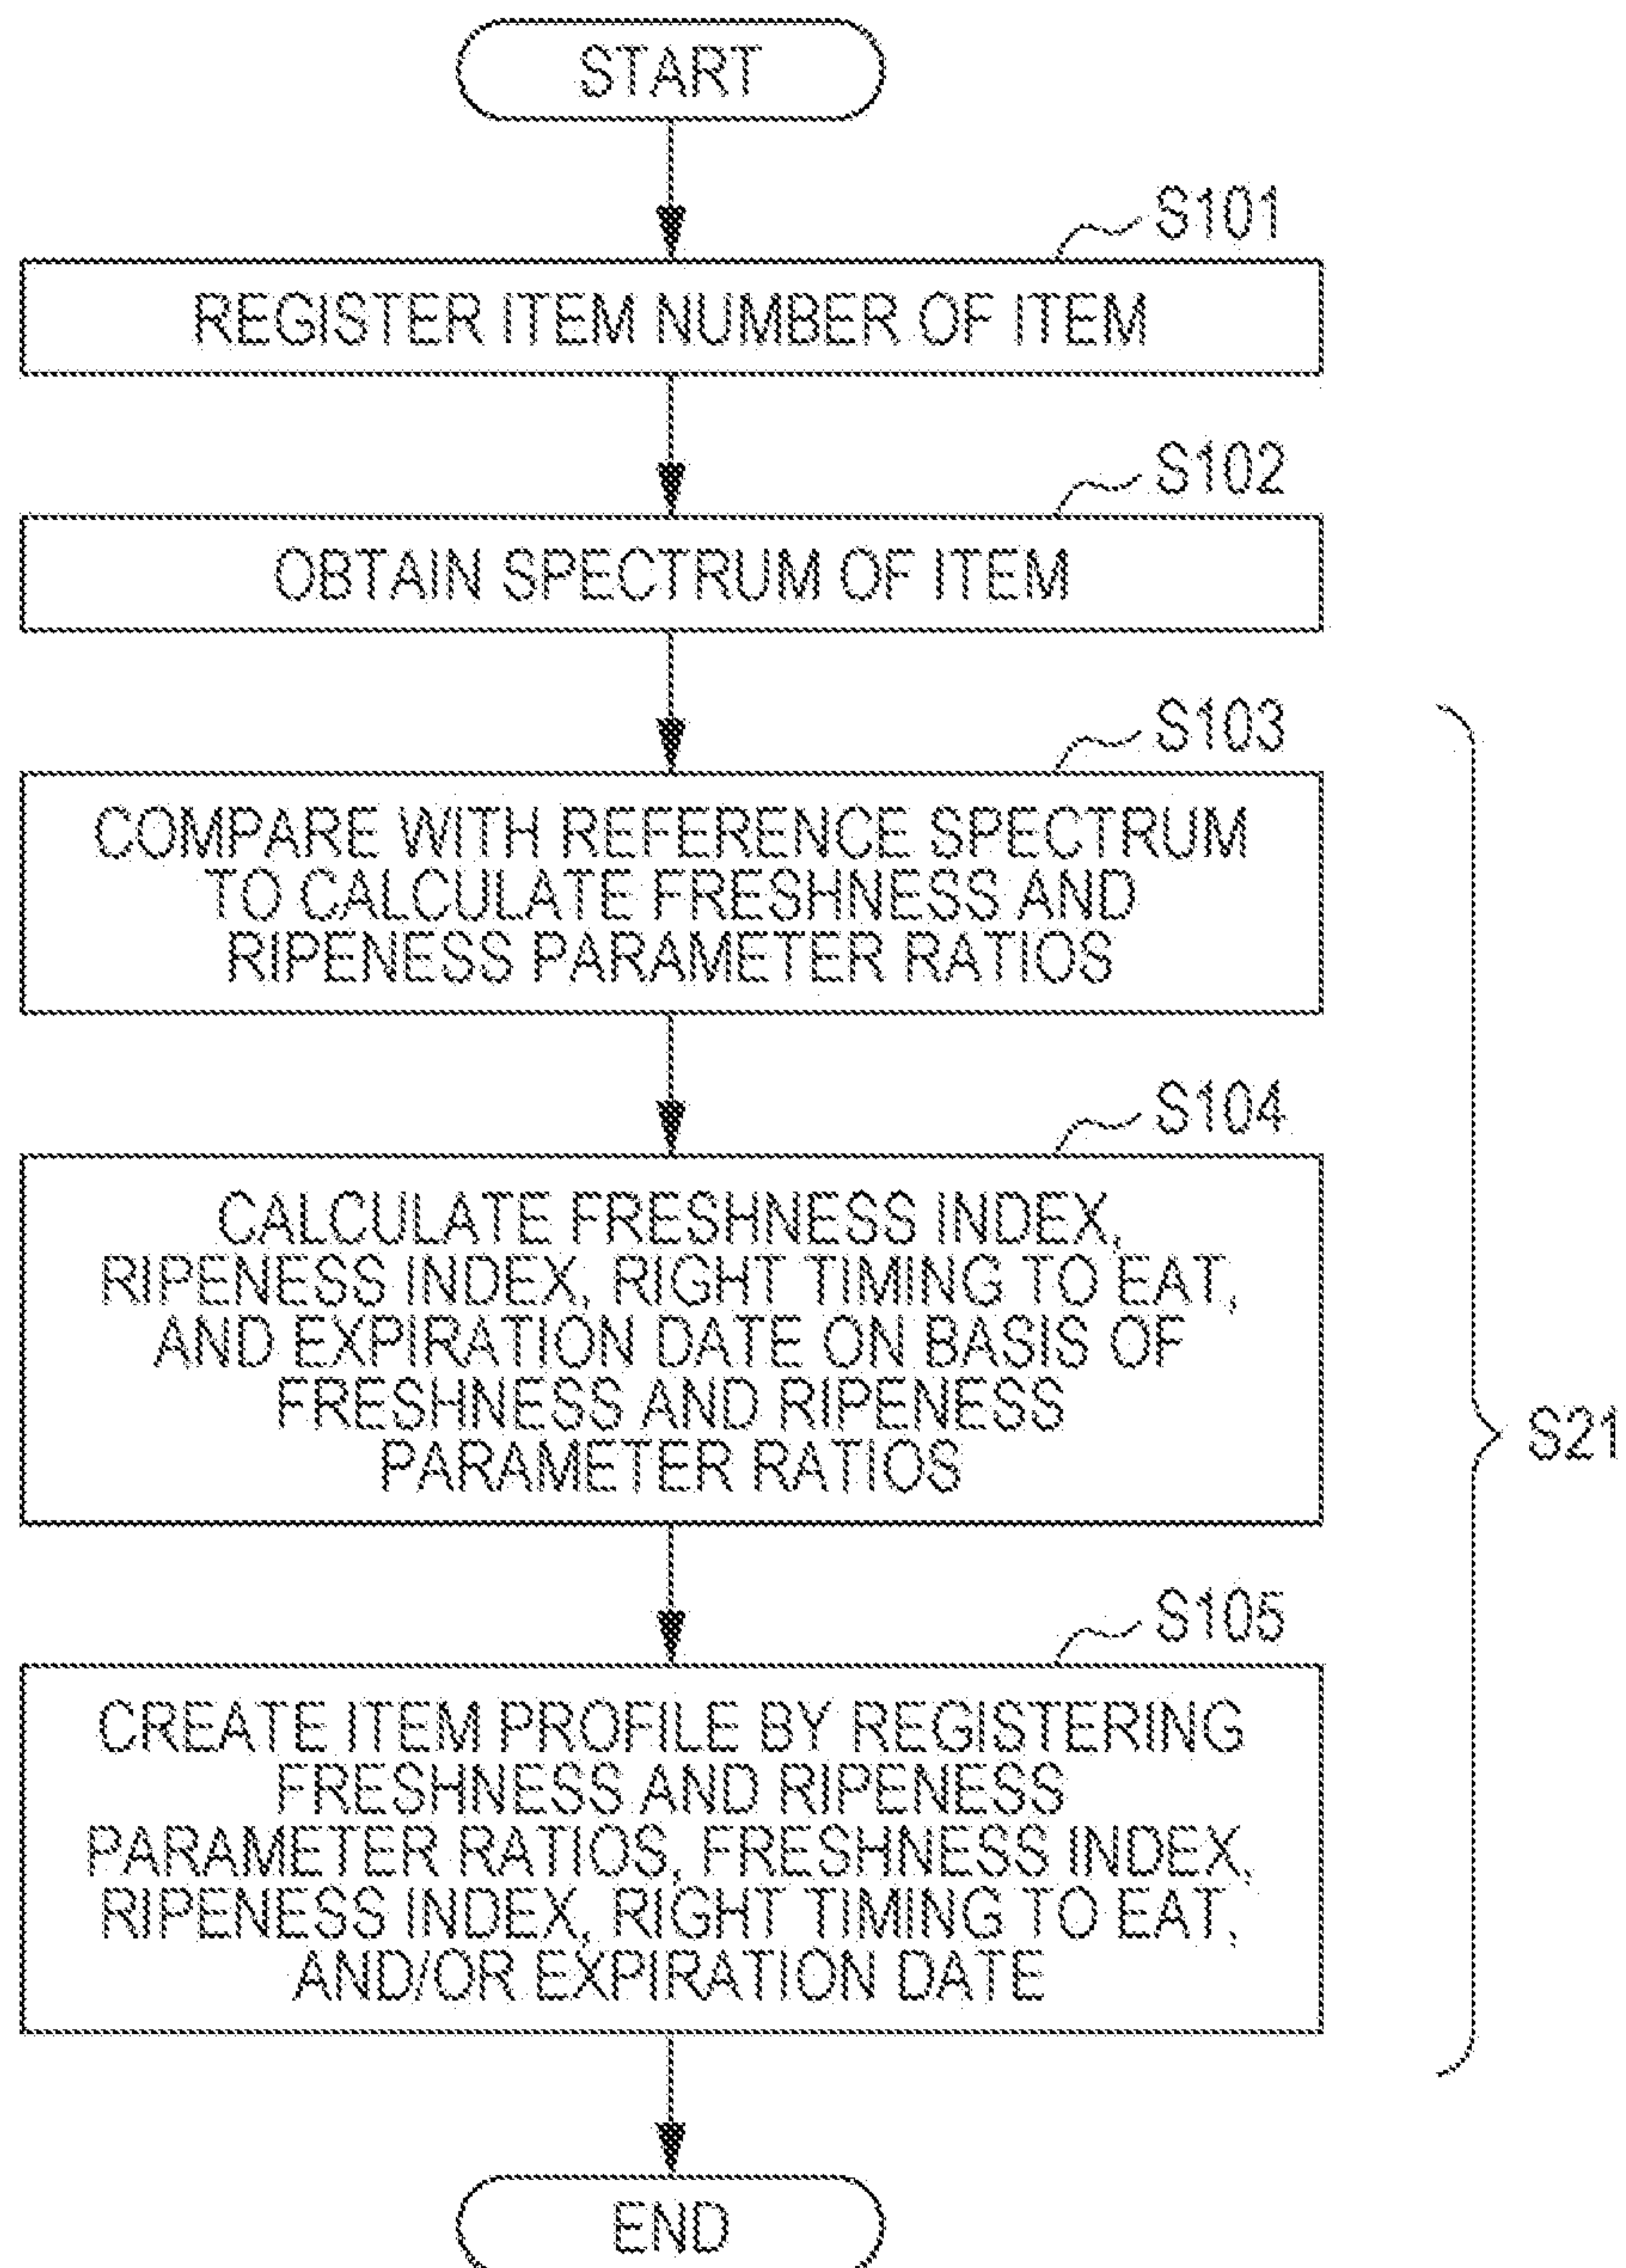 START
S101
REGISTER ITEM NUMBER OF ITEM
S102
OBTAIN SPECTRUM OF ITEM
S103
COMPARE WITH REFERENCE SPECTRUM
TO CALCULATE FRESHNESS AND
RIPENESS PARAMETER RATIOS
S104
CALCULATE FRESHNESS INDEX,
RIPENESS INDEX, RIGHT TIMING TO EAT,
AND EXPIRATION DATE ON BASIS OF
FRESHNESS AND RIPENESS
PARAMETER RATIOS
S21
S105
CREATE ITEM PROFILE BY REGISTERING
FRESHNESS AND RIPENESS
PARAMETER RATIOS, FRESHNESS INDEX,
RIPENESS INDEX, RIGHT TIMING TO EAT,
AND/OR EXPIRATION DATE
END